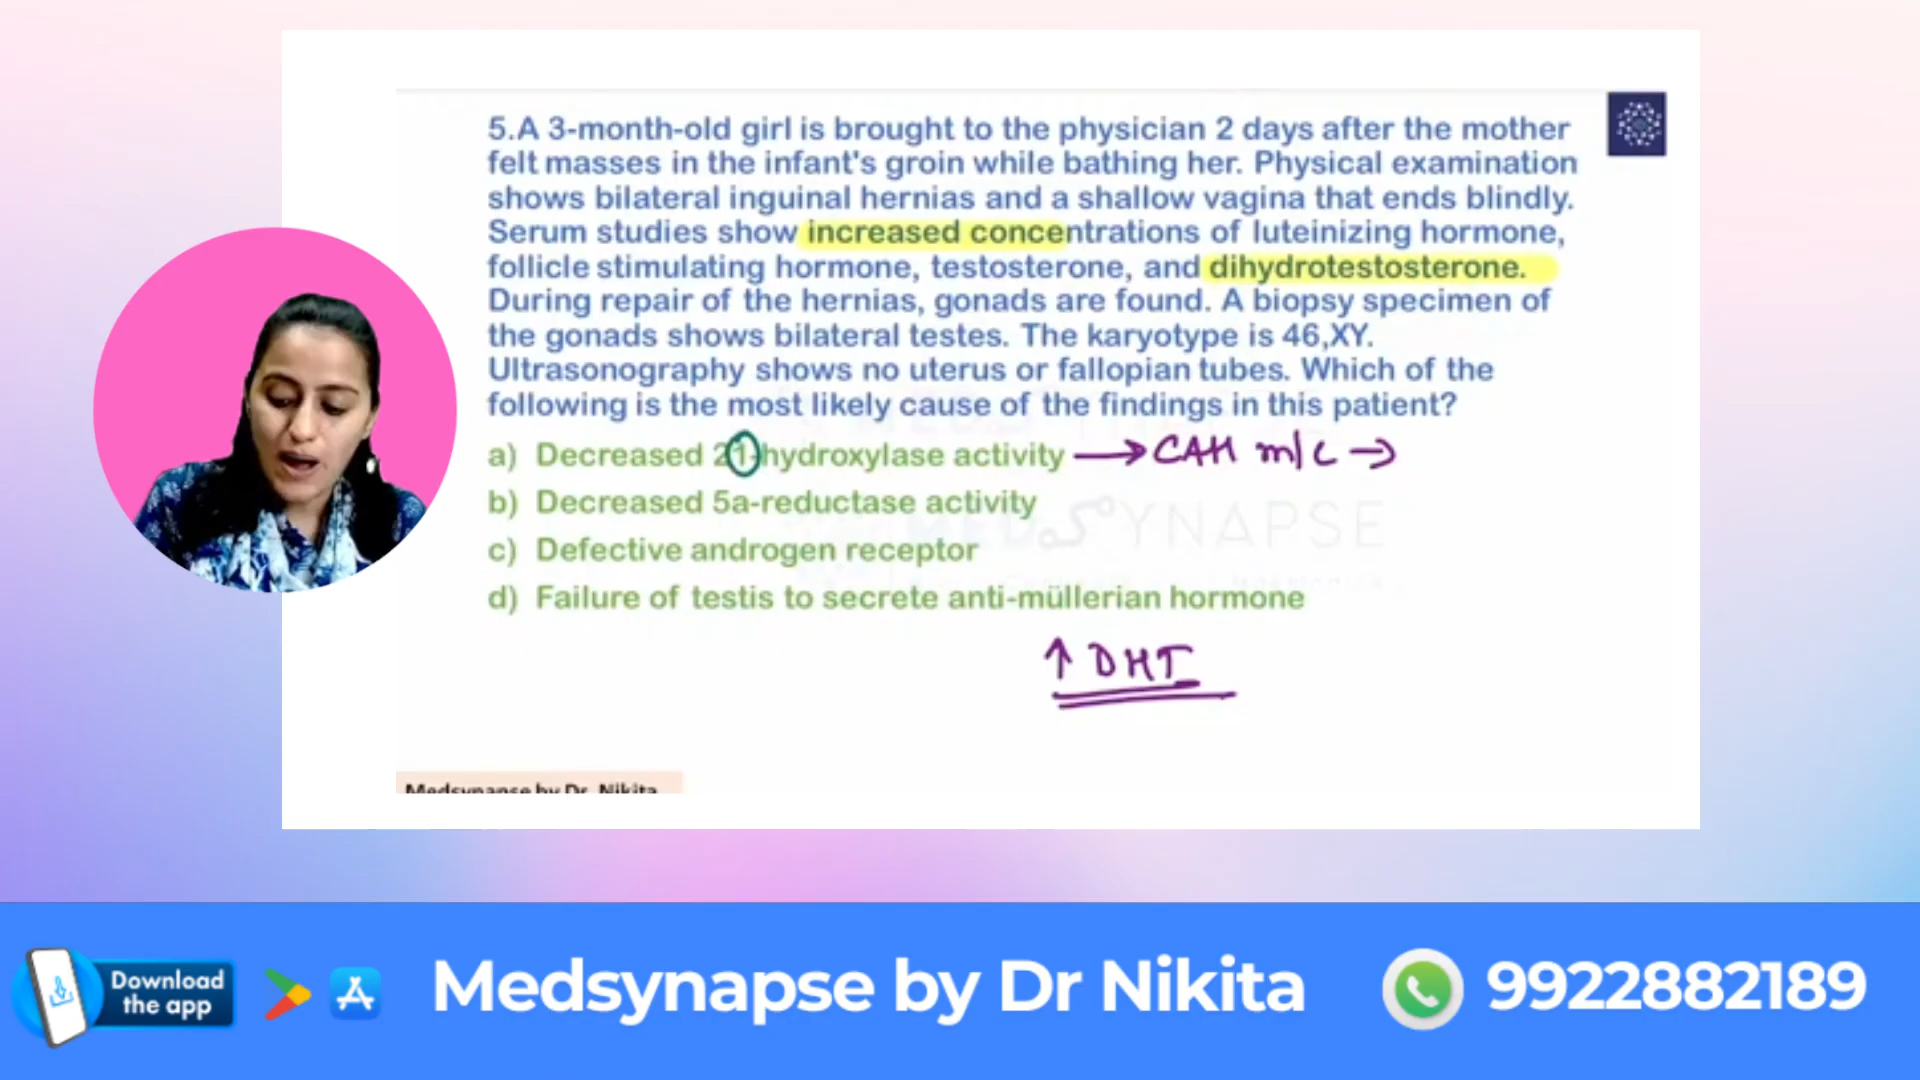 5.A 3-month-old girl is brought to the physician 2 days after the mother
felt masses in the infant's groin while bathing her. Physical examination
shows bilateral inguinal hernias and a shallow vagina that ends blindly.
Serum studies show increased concentrations of luteinizing hormone,
follicle stimulating hormone, testosterone, and dihydrotestosterone.
During repair of the hernias, gonads are found. A biopsy specimen of
the gonads shows bilateral testes. The karyotype is 46,XY.
Ultrasonography shows no uterus or fallopian tubes. Which of the
following is the most likely cause of the findings in this patient?
a) Decreased 21-hydroxylase activity → CAH m/c →
b) Decreased 5a-reductase activity
c) Defective androgen receptor
d) Failure of testis to secrete anti-müllerian hormone
↑ DHT
Medsynapse by Dr. Nikita
Download
the app
Medsynapse by Dr Nikita
9922882189